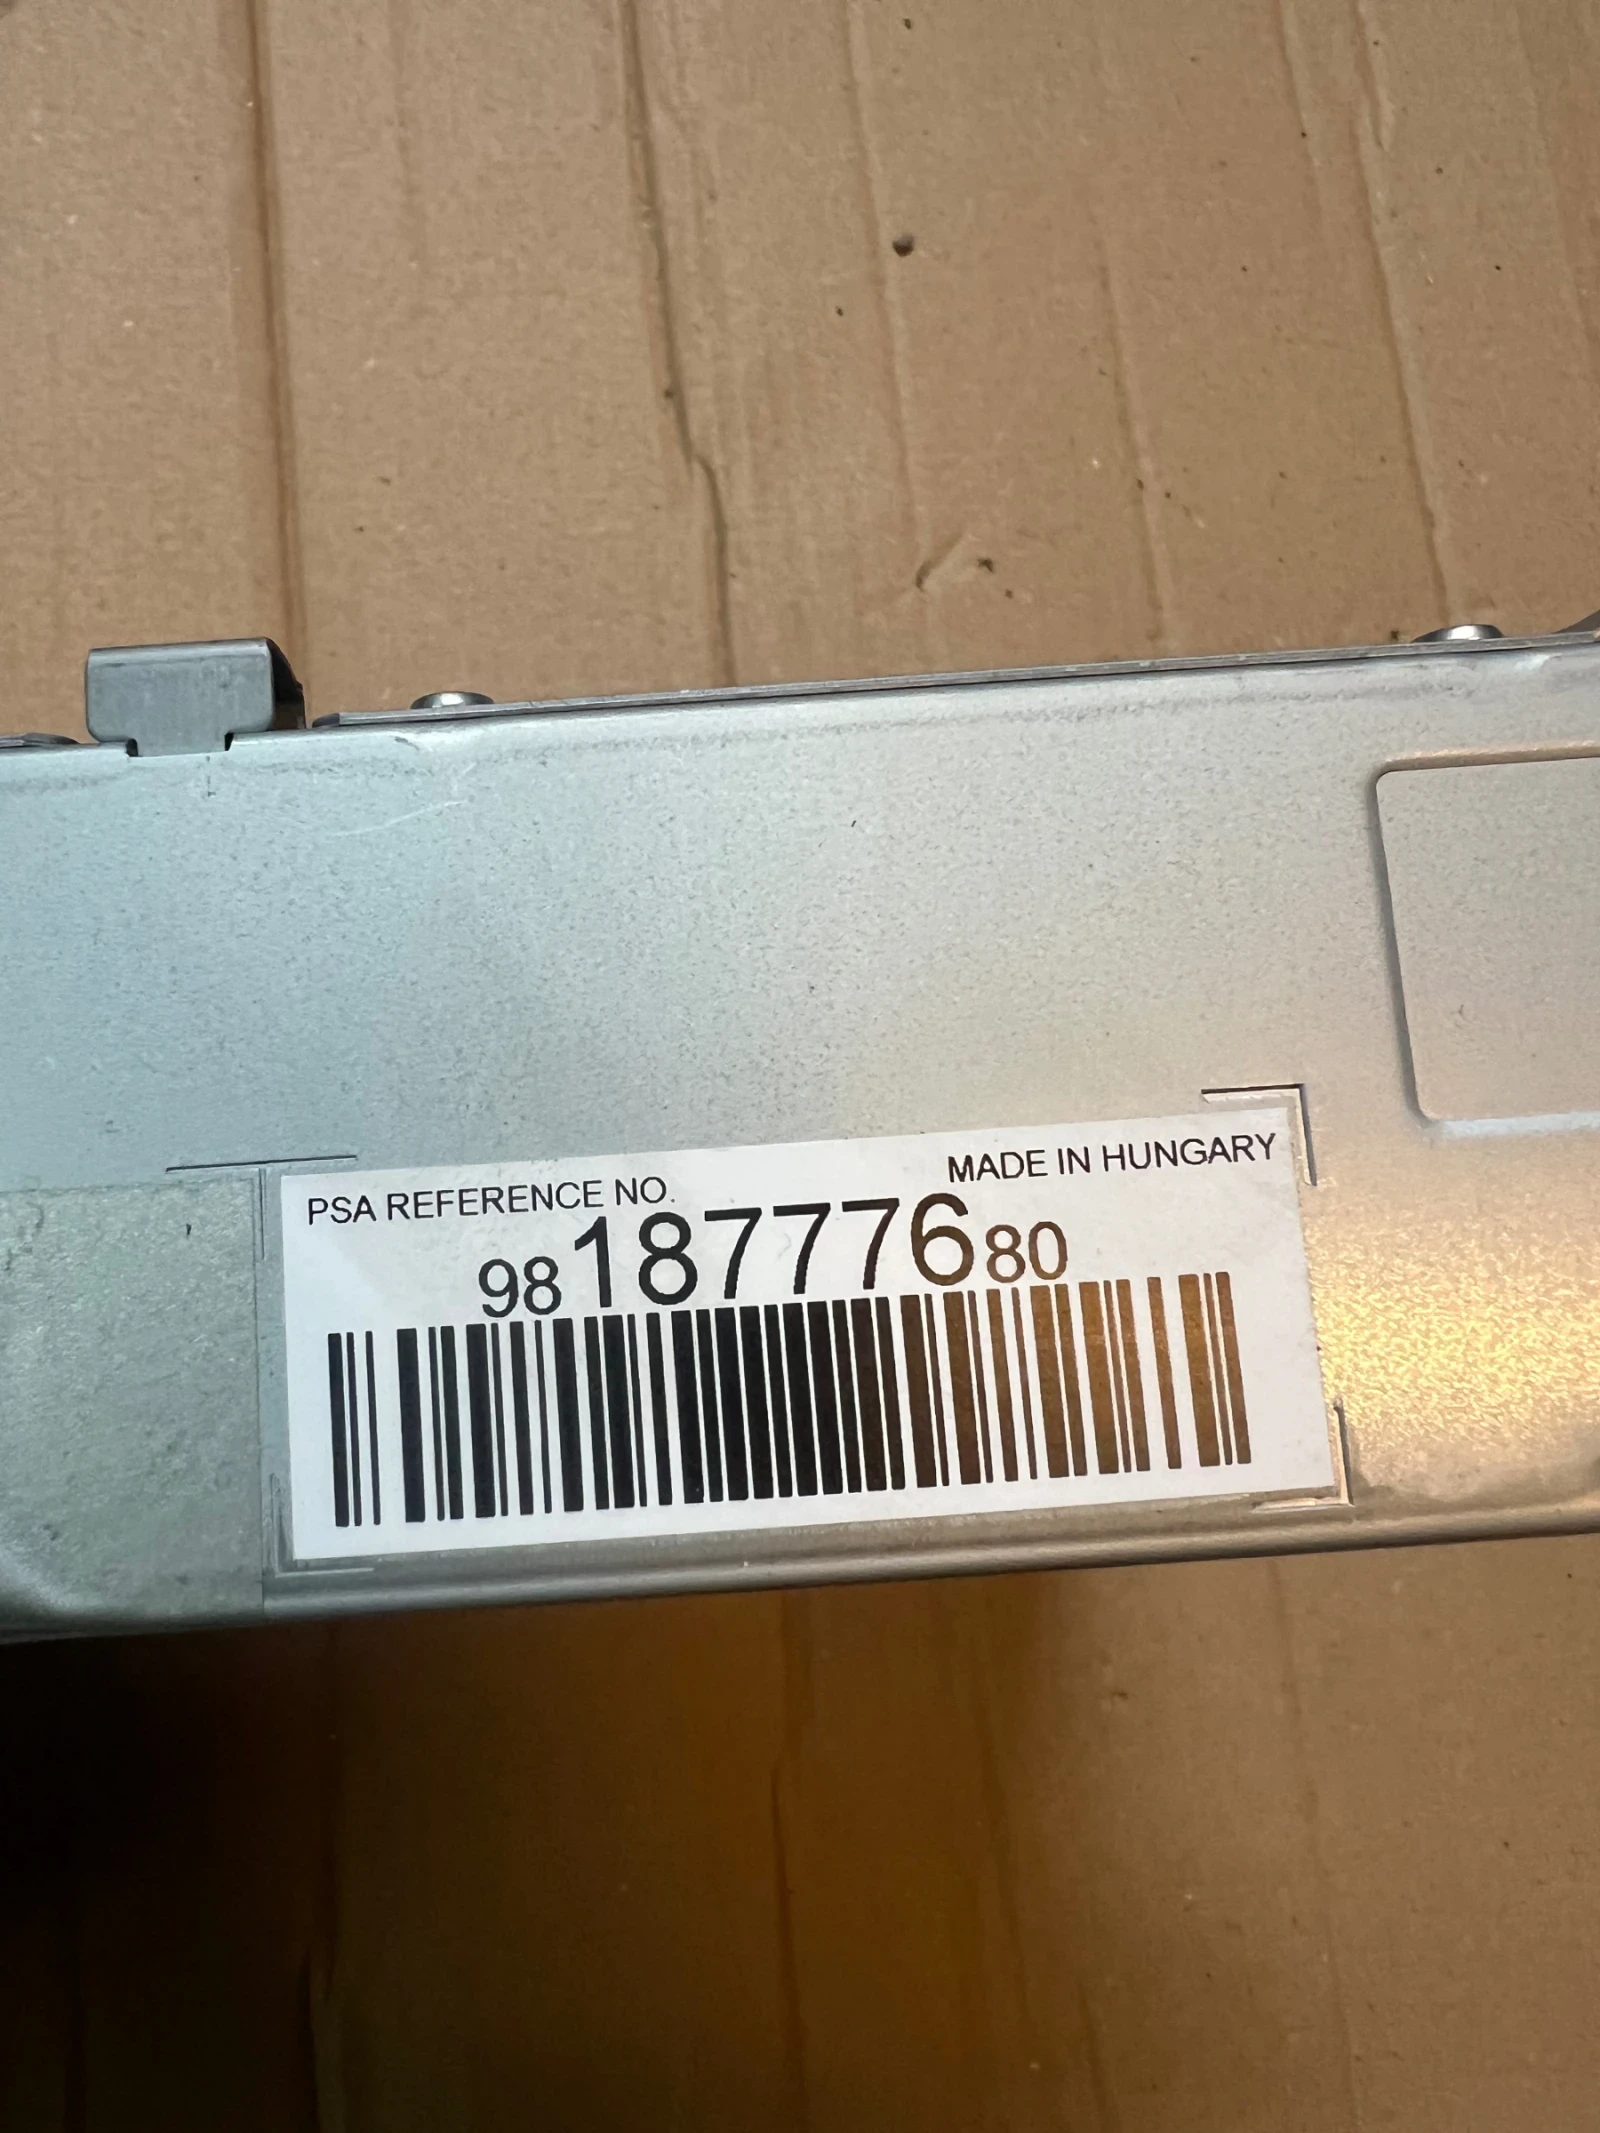 PSA REFERENCE NO. MADE IN HUNGARY
9818777680